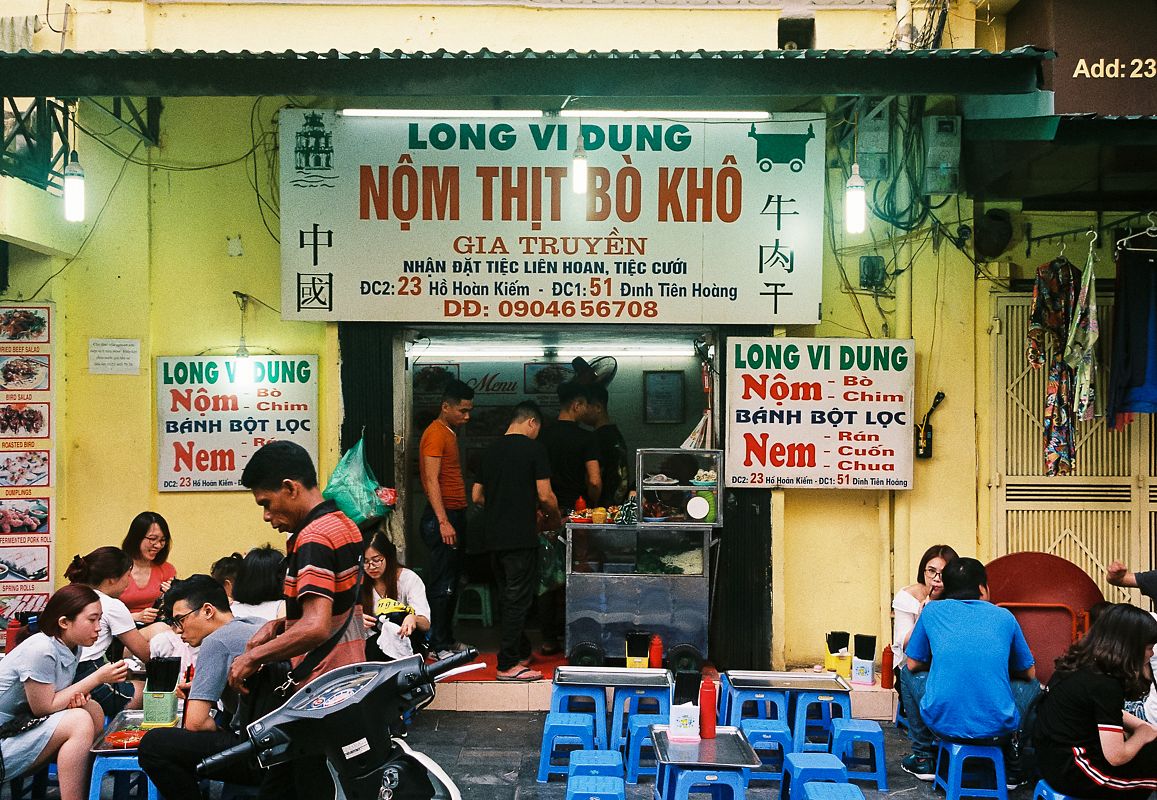 Add: 23
LONG VI DUNG
NỘM THỊT BÒ KHÔ
GIA TRUYỀN
NHẬN ĐẶT TIỆC LIÊN HOAN, TIỆC CƯỚI
ĐC2: 23 Hồ Hoàn Kiếm - ĐC1: 51 Đinh Tiên Hoàng
DĐ: 0904656708
中國
牛肉干
DRIED BEEF SALAD
BIRD SALAD
ROASTED BIRD
DUMPLINGS
FERMENTED PORK ROLL
SPRING ROLLS
LONG VI DUNG
Nộm - Bò
- Chim
BÁNH BỘT LỌC
Nem
ĐC2: 23 Hồ Hoàn Kiếm
Menu
LONG VI DUNG
Nộm - Bò
- Chim
BÁNH BỘT LỌC
Nem - Rán
- Cuốn
- Chua
ĐC2: 23 Hồ Hoàn Kiếm - ĐC1: 51 Đinh Tiên Hoàng